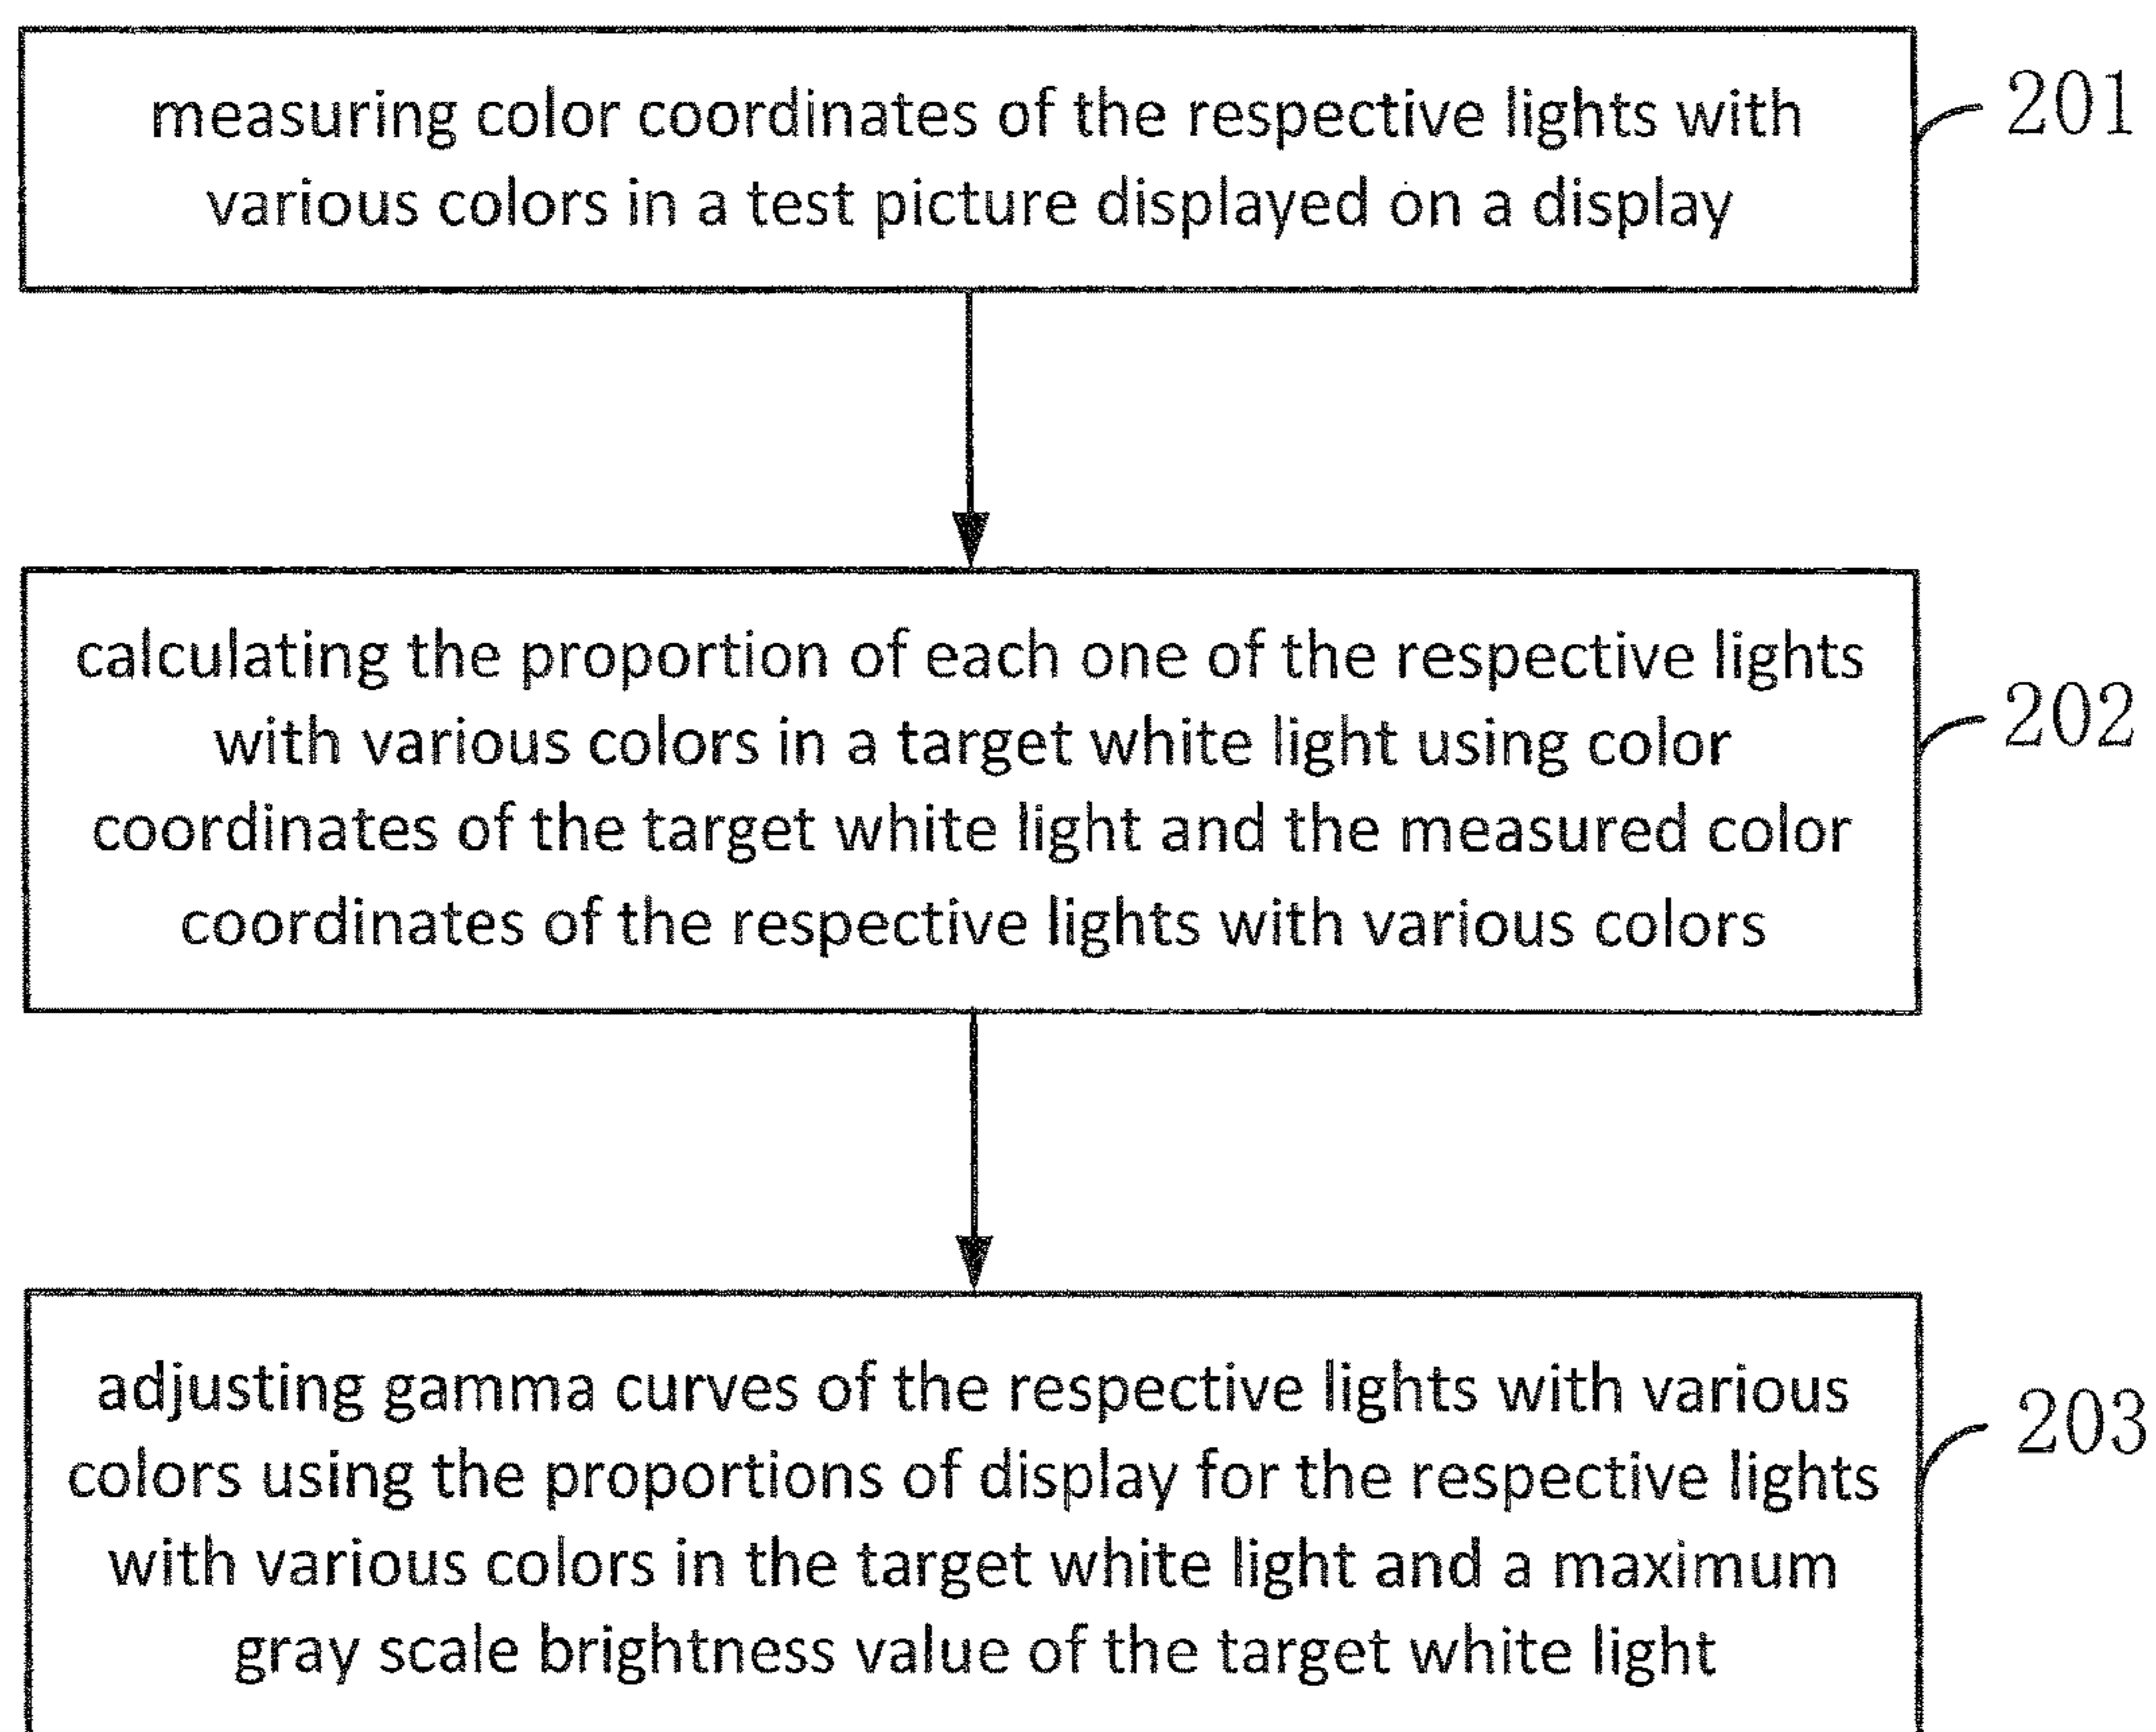 measuring color coordinates of the respective lights with
various colors in a test picture displayed on a display
201
calculating the proportion of each one of the respective lights
with various colors in a target white light using color
coordinates of the target white light and the measured color
coordinates of the respective lights with various colors
202
adjusting gamma curves of the respective lights with various
colors using the proportions of display for the respective lights
with various colors in the target white light and a maximum
gray scale brightness value of the target white light
203